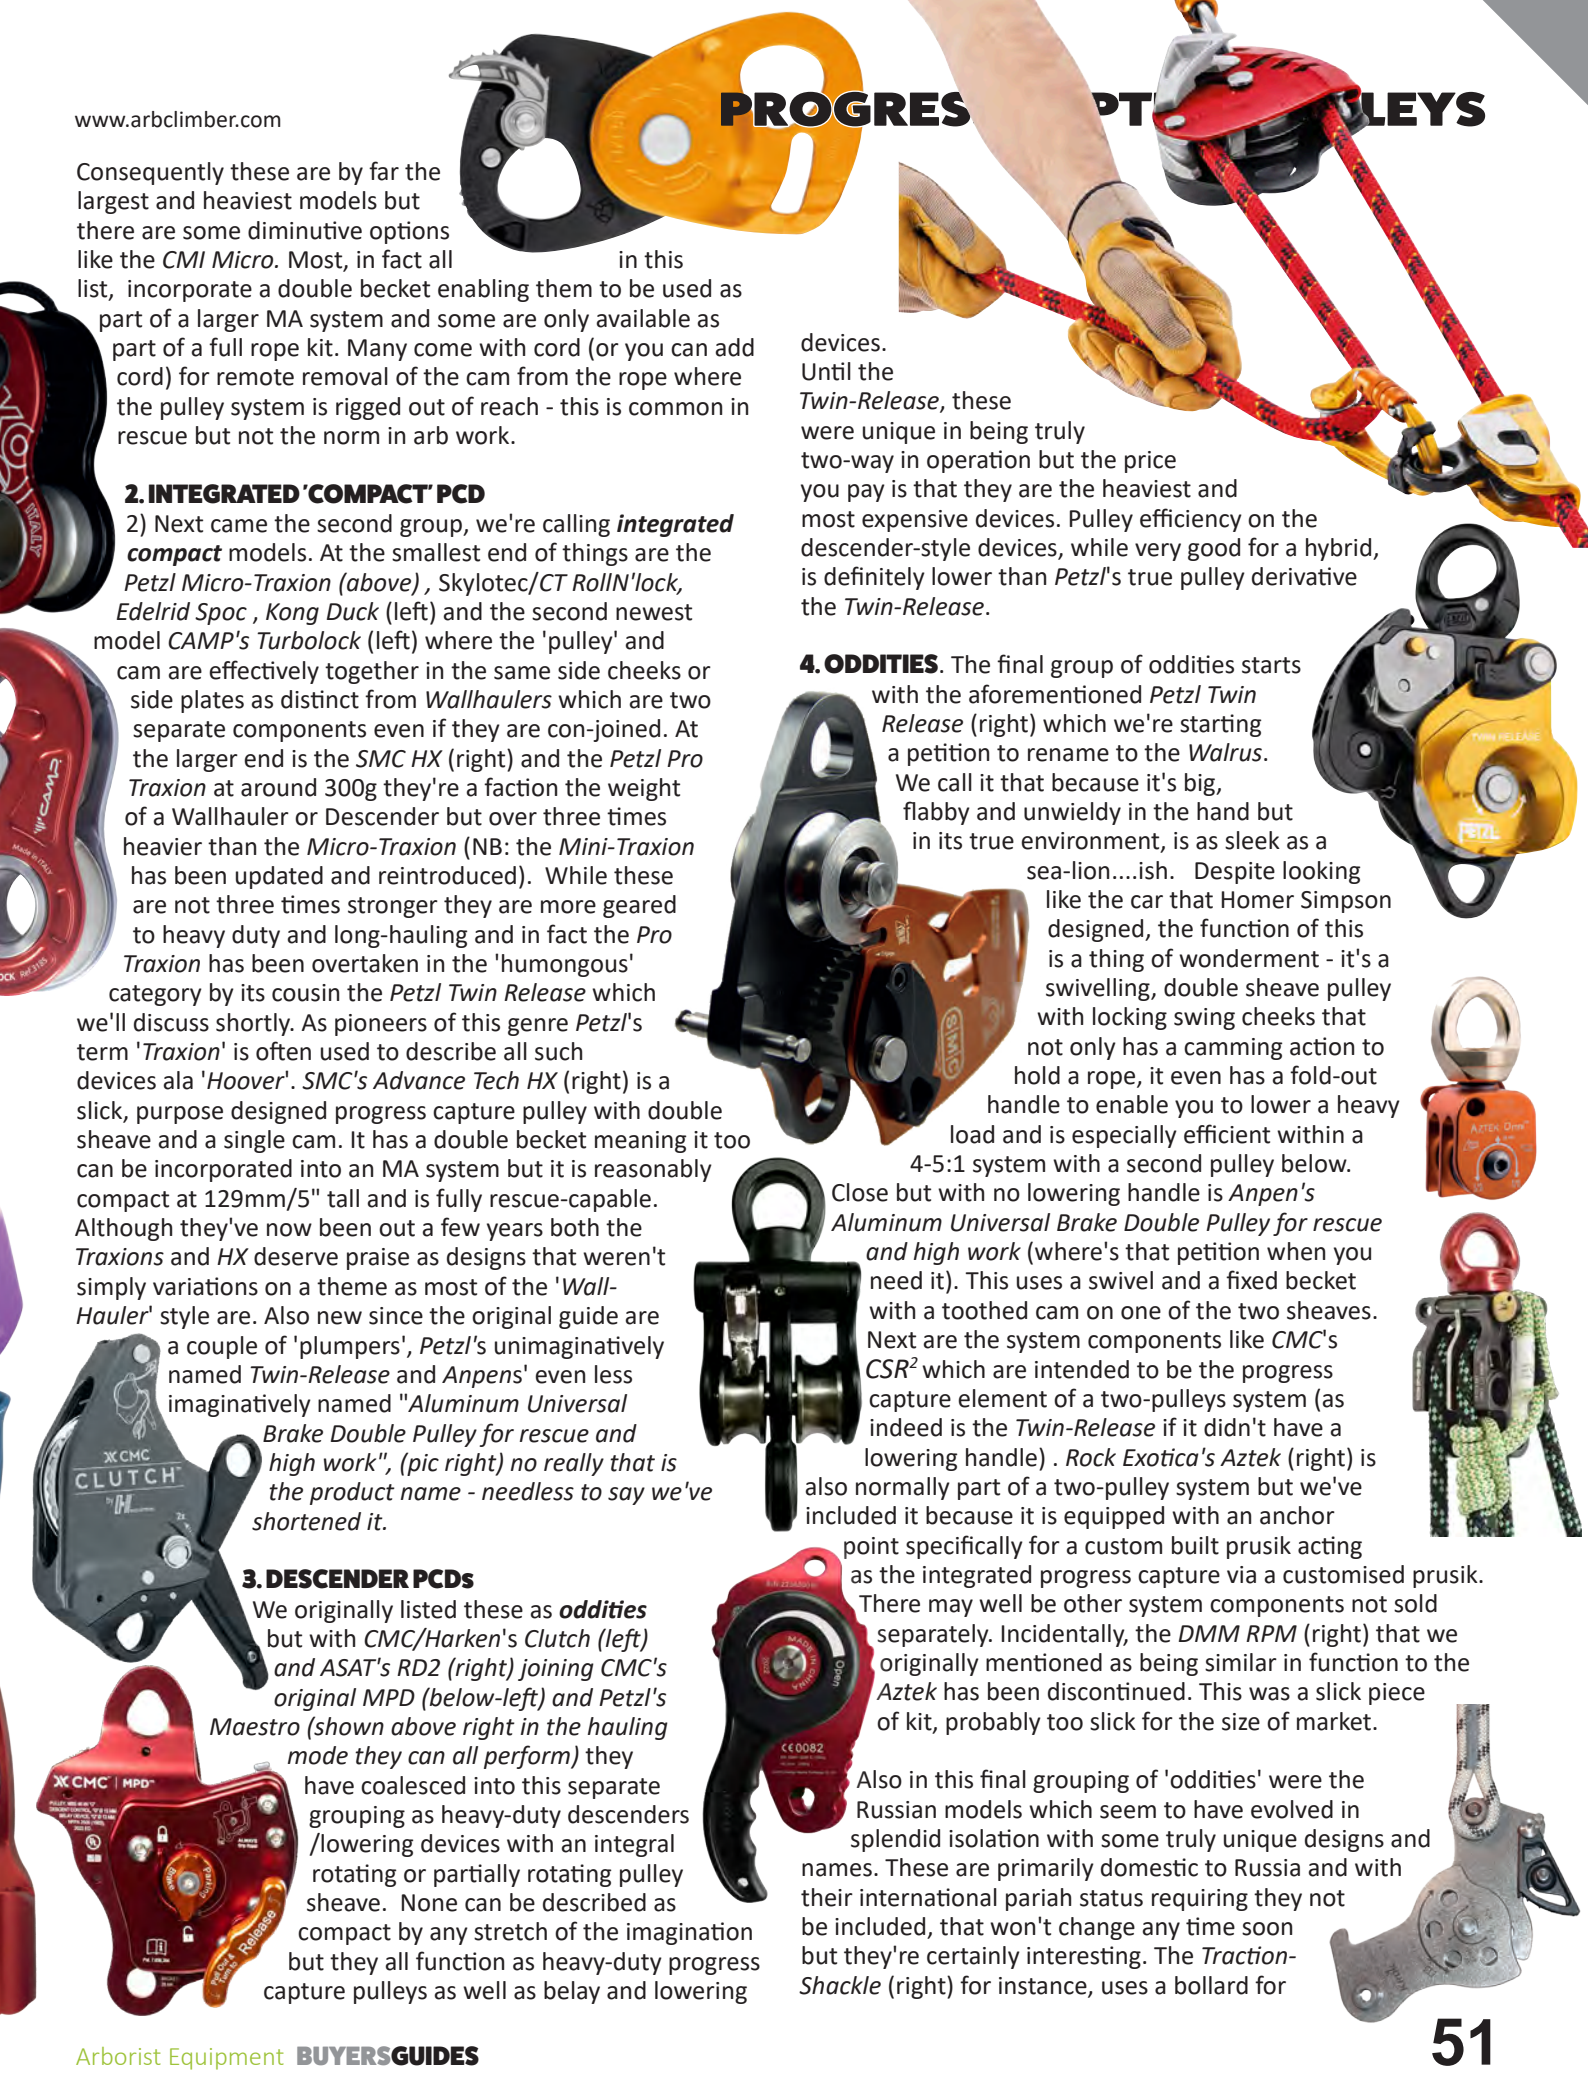 www.arbclimber.com
PROGRES PT LEYS
Consequently these are by far the
largest and heaviest models but
there are some diminutive options
like the CMI Micro. Most, in fact all in this
list, incorporate a double becket enabling them to be used as
part of a larger MA system and some are only available as
part of a full rope kit. Many come with cord (or you can add
cord) for remote removal of the cam from the rope where
the pulley system is rigged out of reach - this is common in
rescue but not the norm in arb work.
2. INTEGRATED 'COMPACT' PCD
2) Next came the second group, we're calling integrated
compact models. At the smallest end of things are the
Petzl Micro-Traxion (above) , Skylotec/CT RollN'lock,
Edelrid Spoc , Kong Duck (left) and the second newest
model CAMP's Turbolock (left) where the 'pulley' and
cam are effectively together in the same side cheeks or
side plates as distinct from Wallhaulers which are two
separate components even if they are con-joined. At
the larger end is the SMC HX (right) and the Petzl Pro
Traxion at around 300g they're a faction the weight
of a Wallhauler or Descender but over three times
heavier than the Micro-Traxion (NB: the Mini-Traxion
has been updated and reintroduced). While these
are not three times stronger they are more geared
to heavy duty and long-hauling and in fact the Pro
Traxion has been overtaken in the 'humongous'
category by its cousin the Petzl Twin Release which
we'll discuss shortly. As pioneers of this genre Petzl's
term 'Traxion' is often used to describe all such
devices ala 'Hoover'. SMC's Advance Tech HX (right) is a
slick, purpose designed progress capture pulley with double
sheave and a single cam. It has a double becket meaning it too
can be incorporated into an MA system but it is reasonably
compact at 129mm/5" tall and is fully rescue-capable.
Although they've now been out a few years both the
Traxions and HX deserve praise as designs that weren't
simply variations on a theme as most of the 'Wall-
Hauler' style are. Also new since the original guide are
a couple of 'plumpers', Petzl's unimaginatively
named Twin-Release and Anpens' even less
imaginatively named "Aluminum Universal
Brake Double Pulley for rescue and
high work", (pic right) no really that is
the product name - needless to say we've
shortened it.
3. DESCENDER PCDs
We originally listed these as oddities
but with CMC/Harken's Clutch (left)
and ASAT's RD2 (right) joining CMC's
original MPD (below-left) and Petzl's
Maestro (shown above right in the hauling
mode they can all perform) they
have coalesced into this separate
grouping as heavy-duty descenders
/lowering devices with an integral
rotating or partially rotating pulley
sheave. None can be described as
compact by any stretch of the imagination
but they all function as heavy-duty progress
capture pulleys as well as belay and lowering
devices.
Until the
Twin-Release, these
were unique in being truly
two-way in operation but the price
you pay is that they are the heaviest and
most expensive devices. Pulley efficiency on the
descender-style devices, while very good for a hybrid,
is definitely lower than Petzl's true pulley derivative
the Twin-Release.
4. ODDITIES. The final group of oddities starts
with the aforementioned Petzl Twin
Release (right) which we're starting
a petition to rename to the Walrus.
We call it that because it's big,
flabby and unwieldy in the hand but
in its true environment, is as sleek as a
sea-lion....ish. Despite looking
like the car that Homer Simpson
designed, the function of this
is a thing of wonderment - it's a
swivelling, double sheave pulley
with locking swing cheeks that
not only has a camming action to
hold a rope, it even has a fold-out
handle to enable you to lower a heavy
load and is especially efficient within a
4-5:1 system with a second pulley below.
Close but with no lowering handle is Anpen's
Aluminum Universal Brake Double Pulley for rescue
and high work (where's that petition when you
need it). This uses a swivel and a fixed becket
with a toothed cam on one of the two sheaves.
Next are the system components like CMC's
CSR² which are intended to be the progress
capture element of a two-pulleys system (as
indeed is the Twin-Release if it didn't have a
lowering handle) . Rock Exotica's Aztek (right) is
also normally part of a two-pulley system but we've
included it because it is equipped with an anchor
point specifically for a custom built prusik acting
as the integrated progress capture via a customised prusik.
There may well be other system components not sold
separately. Incidentally, the DMM RPM (right) that we
originally mentioned as being similar in function to the
Aztek has been discontinued. This was a slick piece
of kit, probably too slick for the size of market.
Also in this final grouping of 'oddities' were the
Russian models which seem to have evolved in
splendid isolation with some truly unique designs and
names. These are primarily domestic to Russia and with
their international pariah status requiring they not
be included, that won't change any time soon
but they're certainly interesting. The Traction-
Shackle (right) for instance, uses a bollard for
ITALY
CAMP
Made in ITALY
OCK Ref.3185
CMC
CLUTCH™
by H
2x
CMC | MPD™
Parking
Brake
Pull Out &
Turn to
Release
SMC
TWIN RELEASE
PETZL
AZTEK Omni
MADE IN CHINA
Open
CE0082
Arborist Equipment BUYERSGUIDES
51